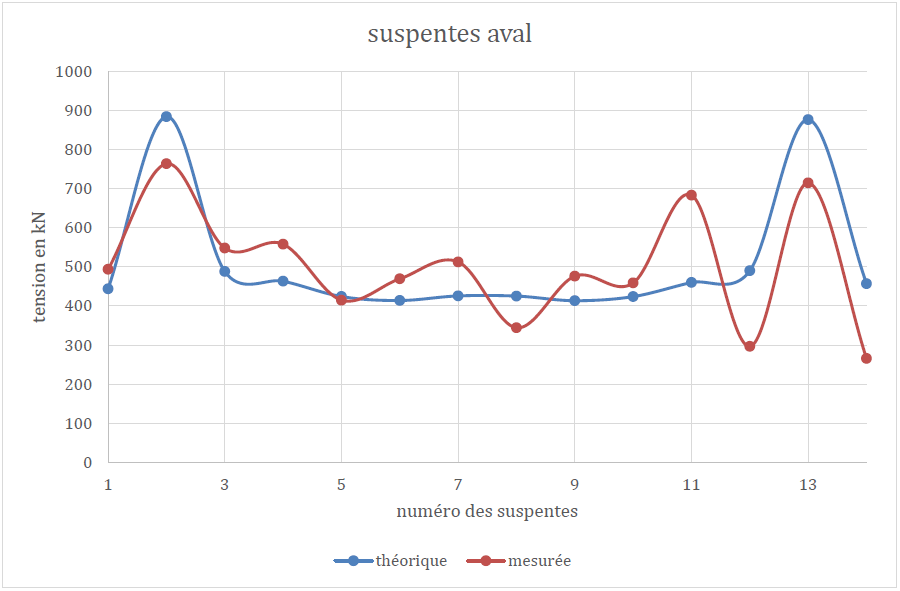 suspentes aval
1000
900
800
700
600
500
400
300
200
100
0
tension en kN
1 3 5 7 9 11 13
numéro des suspentes
théorique mesurée